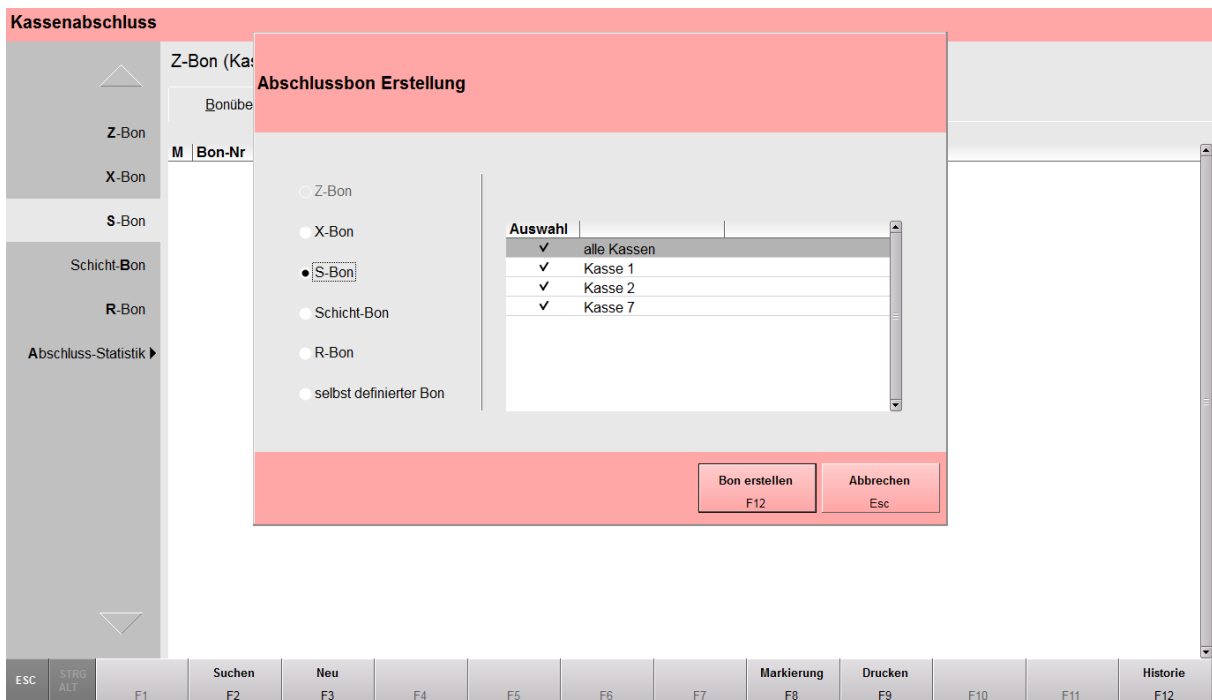 Kassenabschluss
Z-Bon (Kas
Abschlussbon Erstellung
Bonübe
Z-Bon
X-Bon
S-Bon
Schicht-Bon
R-Bon
Abschluss-Statistik
M Bon-Nr
Z-Bon
X-Bon
S-Bon
Schicht-Bon
R-Bon
selbst definierter Bon
Auswahl
alle Kassen
Kasse 1
Kasse 2
Kasse 7
Bon erstellen Abbrechen
F12 Esc
ESC STRG Suchen Neu Markierung Drucken Historie
ALT F1 F2 F3 F4 F5 F6 F7 F8 F9 F10 F11 F12